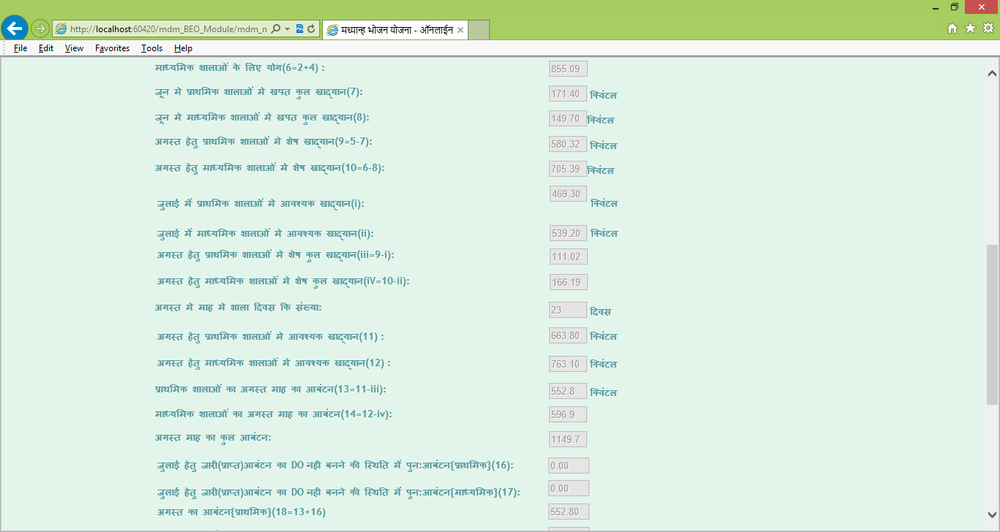 http://localhost:60420/mdm_BEO_Module/mdm_n
मध्यान्ह भोजन योजना - ऑनलाईन
File Edit View Favorites Tools Help
माध्यमिक शालाओं के लिए योग(6=2+4) : 855.09
जून मे प्राथमिक शालाओं मे खपत कुल खाद्यान(7): 171.40 क्विंटल
जून मे माध्यमिक शालाओं मे खपत कुल खाद्यान(8): 149.70 क्विंटल
अगस्त हेतु प्राथमिक शालाओं मे शेष खाद्यान(9=5-7): 580.32 क्विंटल
अगस्त हेतु माध्यमिक शालाओं मे शेष खाद्यान(10=6-8): 705.39 क्विंटल
जुलाई में प्राथमिक शालाओं मे आवश्यक खाद्यान(i): 469.30 क्विंटल
जुलाई में माध्यमिक शालाओं मे आवश्यक खाद्यान(ii): 539.20 क्विंटल
अगस्त हेतु प्राथमिक शालाओं मे शेष कुल खाद्यान(iii=9-i): 111.02
अगस्त हेतु माध्यमिक शालाओं मे शेष कुल खाद्यान(iV=10-ii): 166.19
अगस्त मे माह मे शाला दिवस कि संख्या: 23 दिवस
अगस्त हेतु प्राथमिक शालाओं मे आवश्यक खाद्यान(11) : 663.80 क्विंटल
अगस्त हेतु माध्यमिक शालाओं मे आवश्यक खाद्यान(12) : 763.10 क्विंटल
प्राथमिक शालाओं का अगस्त माह का आबंटन(13=11-iii): 552.8 क्विंटल
माध्यमिक शालाओं का अगस्त माह का आबंटन(14=12-iv): 596.9
अगस्त माह का कुल आबंटन: 1149.7
जुलाई हेतु जारी(प्राप्त)आबंटन का DO नही बनने की स्थिति में पुन:आबंटन{प्राथमिक}(16): 0.00
जुलाई हेतु जारी(प्राप्त)आबंटन का DO नही बनने की स्थिति में पुन:आबंटन{माध्यमिक}(17): 0.00
अगस्त का आबंटन{प्राथमिक}(18=13+16) 552.80